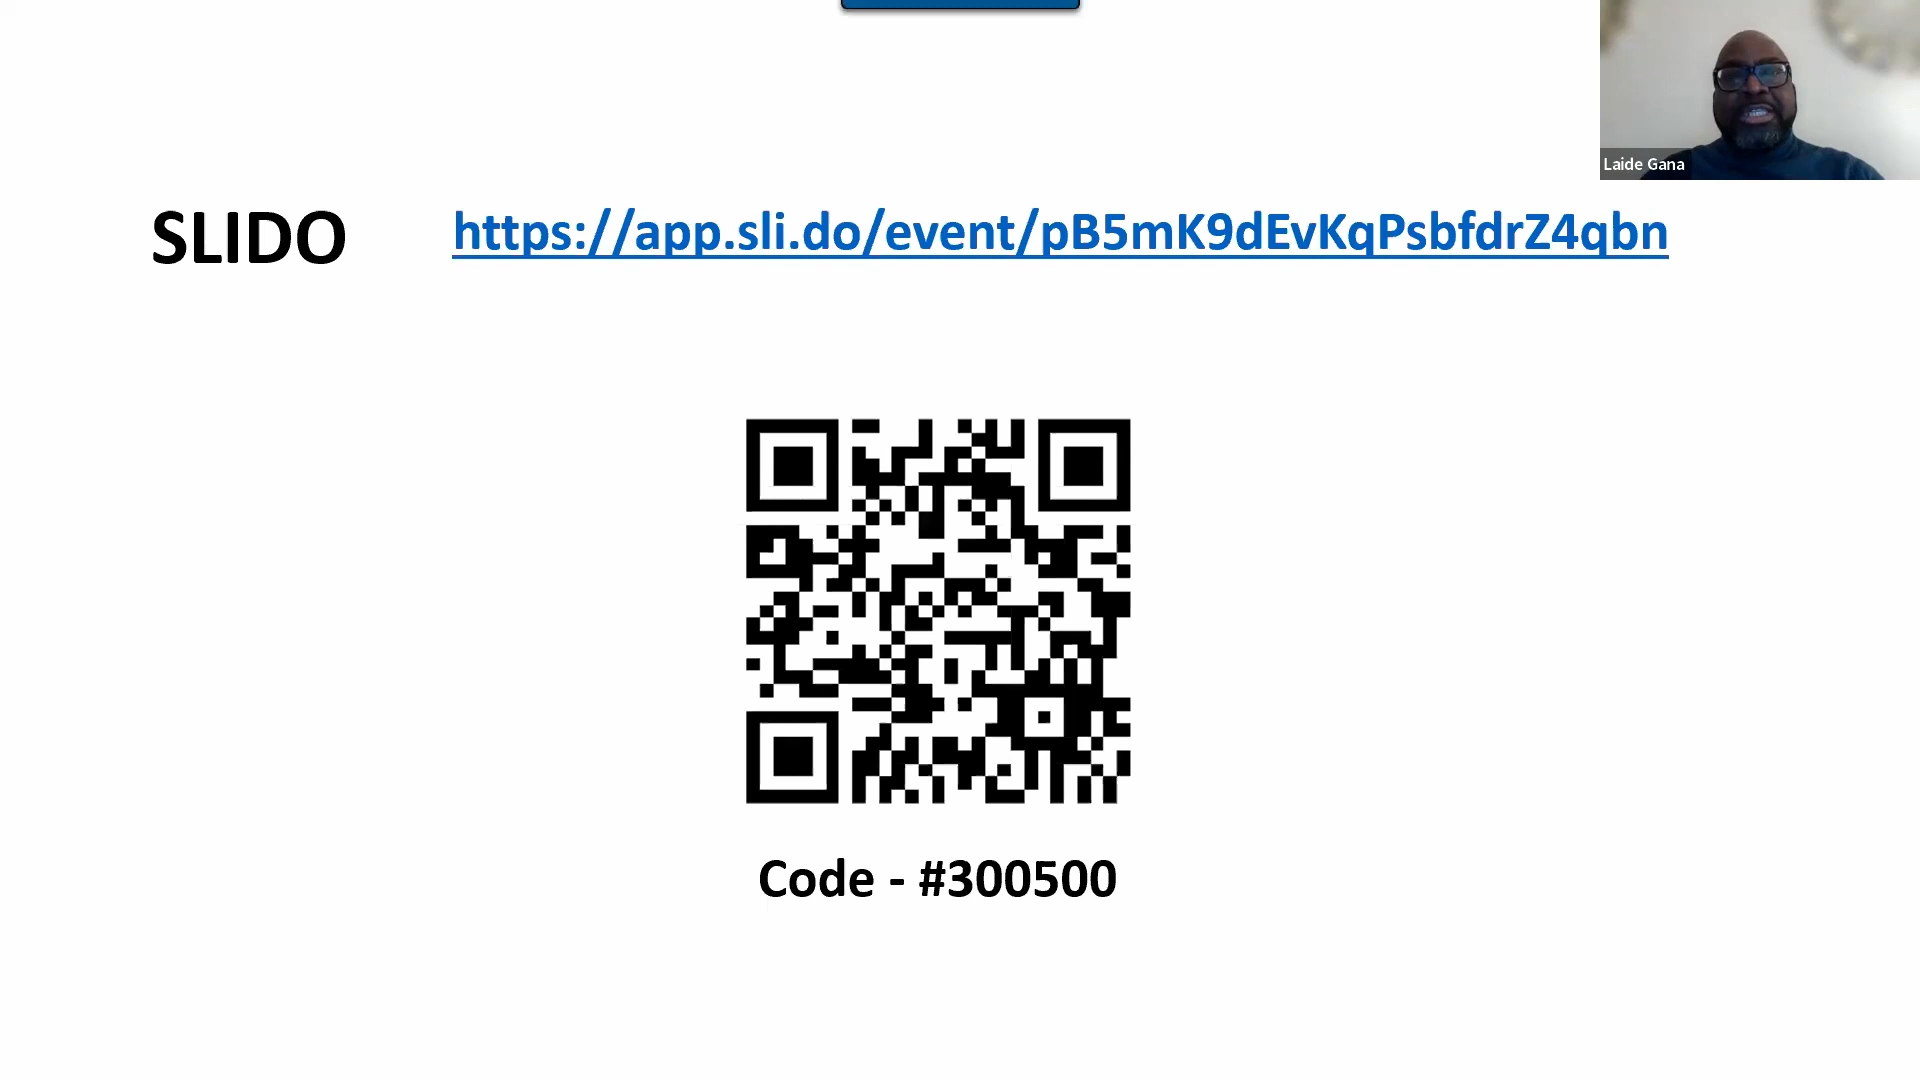 Laide Gana
SLIDO https://app.sli.do/event/pB5mK9dEvKqPsbfdrZ4qbn
Code - #300500